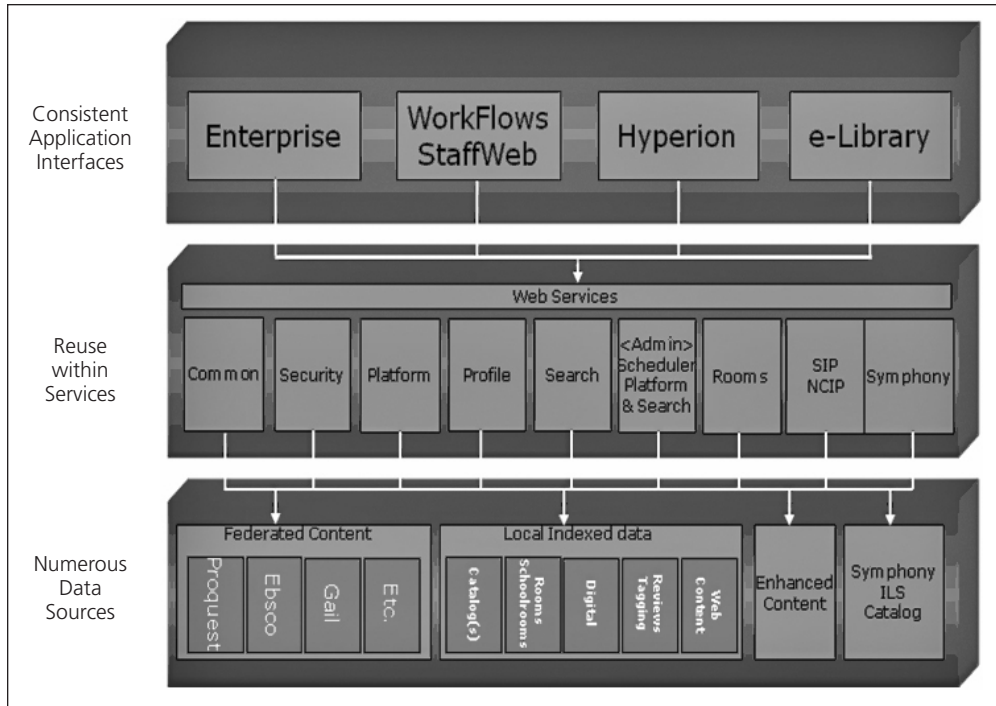 Consistent
Application
Interfaces
Enterprise
WorkFlows
StaffWeb
Hyperion
e-Library
Reuse
within
Services
Web Services
Common
Security
Platform
Profile
Search
<Admin>
Scheduler
Platform
& Search
Rooms
SIP
NCIP
Symphony
Numerous
Data
Sources
Federated Content
Proquest
Ebsco
Gail
Etc.
Local Indexed data
Catalog(s)
Rooms
Schoolrooms
Digital
Reviews
Tagging
Web
Content
Enhanced
Content
Symphony
ILS
Catalog